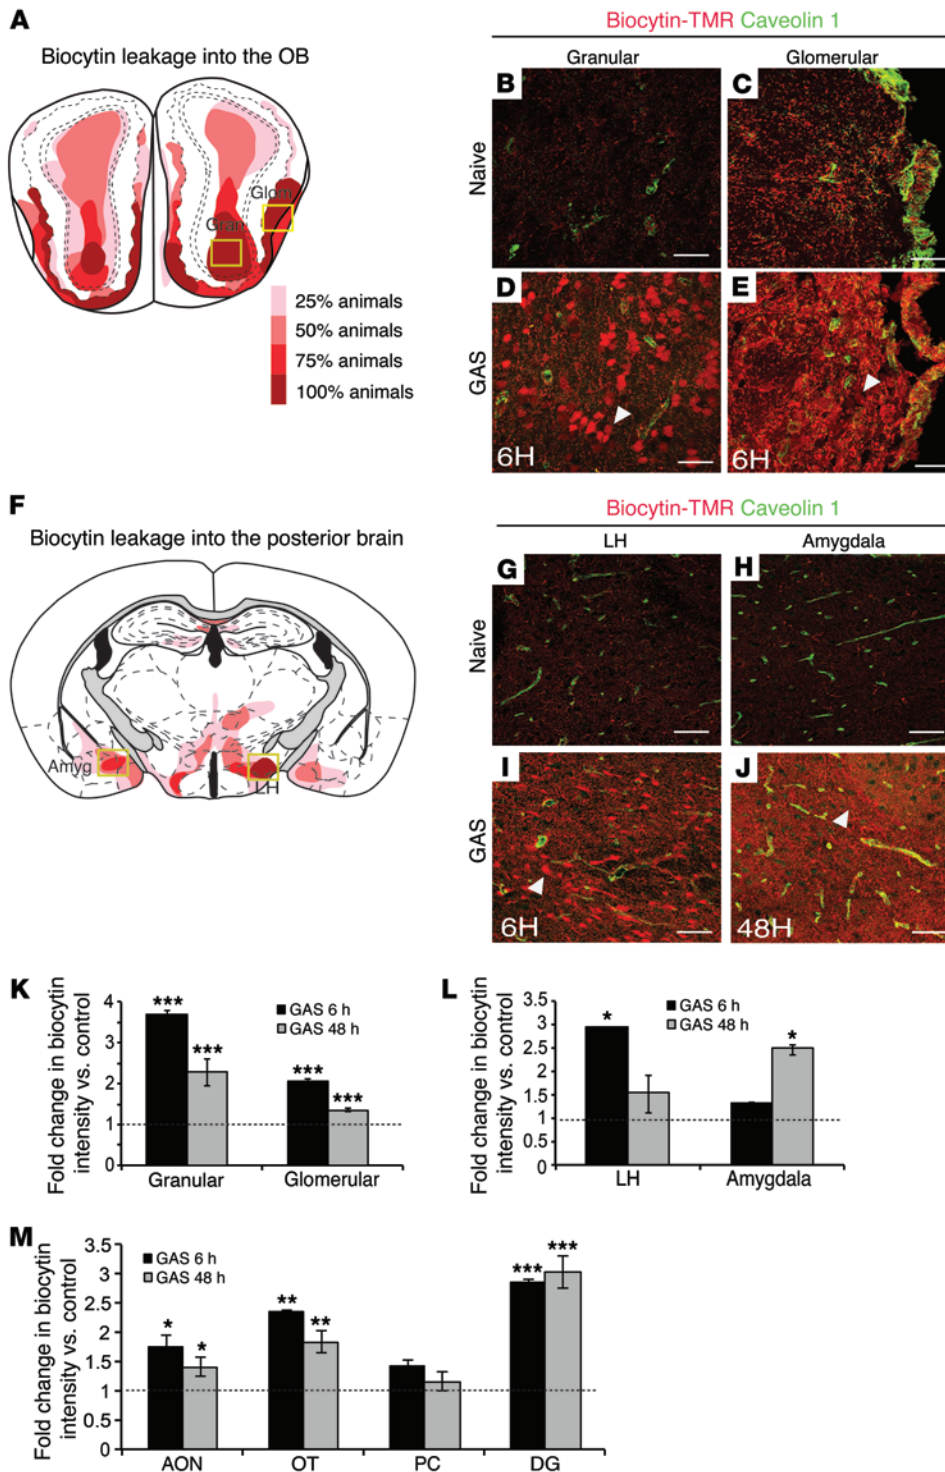 A
Biocytin leakage into the OB
Glom
Gran
25% animals
50% animals
75% animals
100% animals
Biocytin-TMR Caveolin 1
Granular Glomerular
Naive
B
C
GAS
D
6H
E
6H
F
Biocytin leakage into the posterior brain
Amyg
LH
Biocytin-TMR Caveolin 1
LH Amygdala
Naive
G
H
GAS
I
6H
J
48H
K
Fold change in biocytin
intensity vs. control
4
3
2
1
0
***
***
***
***
GAS 6 h
GAS 48 h
Granular Glomerular
L
Fold change in biocytin
intensity vs. control
3.5
3
2.5
2
1.5
1
0.5
0
*
*
GAS 6 h
GAS 48 h
LH Amygdala
M
Fold change in biocytin
intensity vs. control
3.5
3
2.5
2
1.5
1
0.5
0
GAS 6 h
GAS 48 h
*
*
**
**
***
***
AON OT PC DG